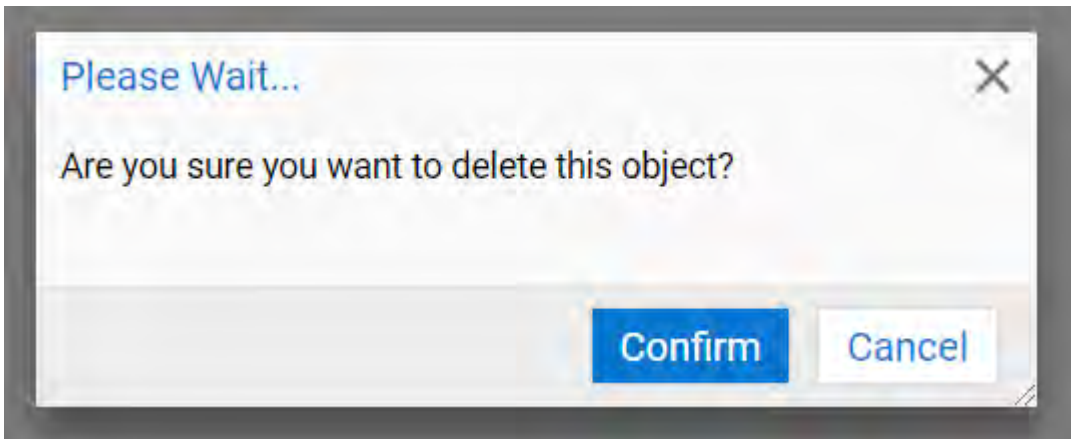 Please Wait...
Are you sure you want to delete this object?
Confirm Cancel